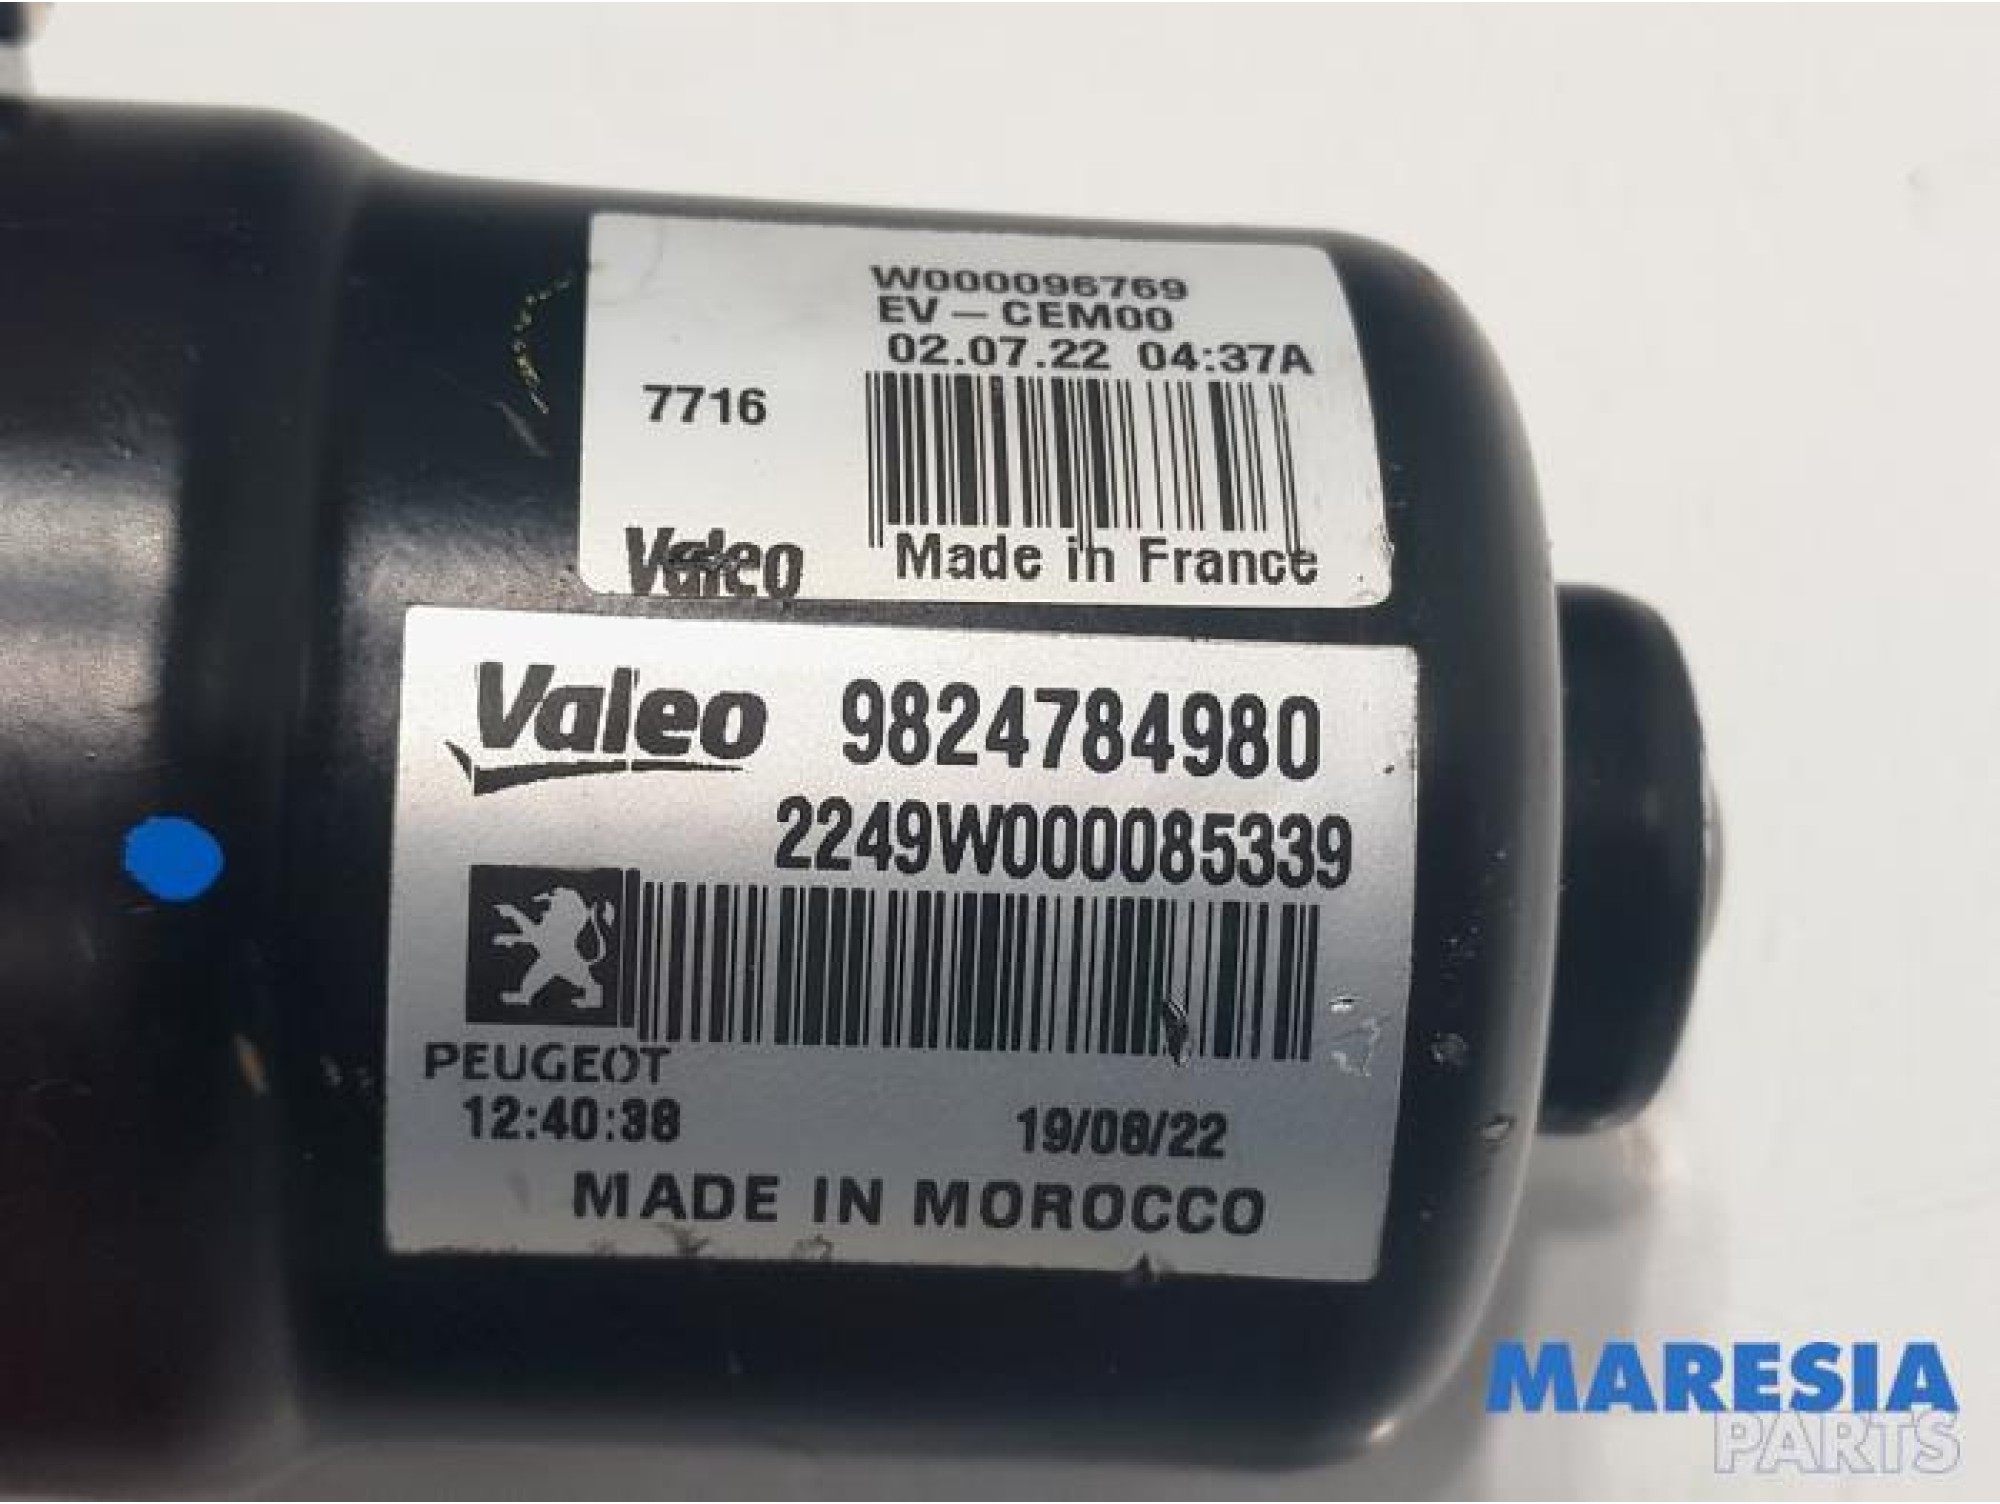 W000096769
EV-CEM00
02.07.22 04:37A
7716
Valeo
Made in France
Valeo 9824784980
2249W000085339
PEUGEOT
12:40:38 19/08/22
MADE IN MOROCCO
MARESIA
PARTS